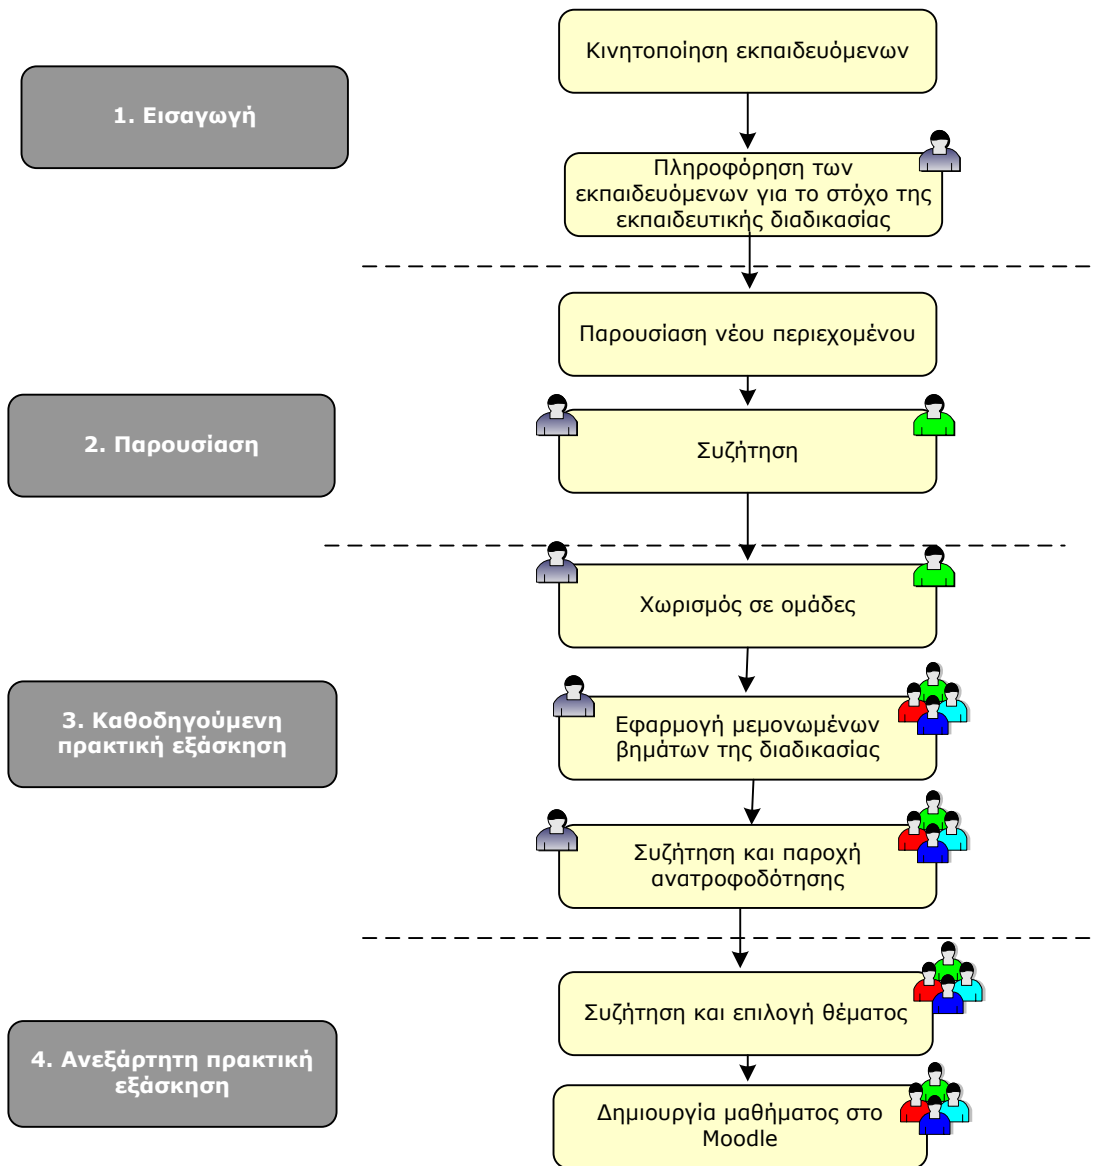 Κινητοποίηση εκπαιδευόμενων
1. Εισαγωγή
Πληροφόρηση των
εκπαιδευόμενων για το στόχο της
εκπαιδευτικής διαδικασίας
Παρουσίαση νέου περιεχομένου
2. Παρουσίαση
Συζήτηση
Χωρισμός σε ομάδες
3. Καθοδηγούμενη
πρακτική εξάσκηση
Εφαρμογή μεμονωμένων
βημάτων της διαδικασίας
Συζήτηση και παροχή
ανατροφοδότησης
Συζήτηση και επιλογή θέματος
4. Ανεξάρτητη πρακτική
εξάσκηση
Δημιουργία μαθήματος στο
Moodle